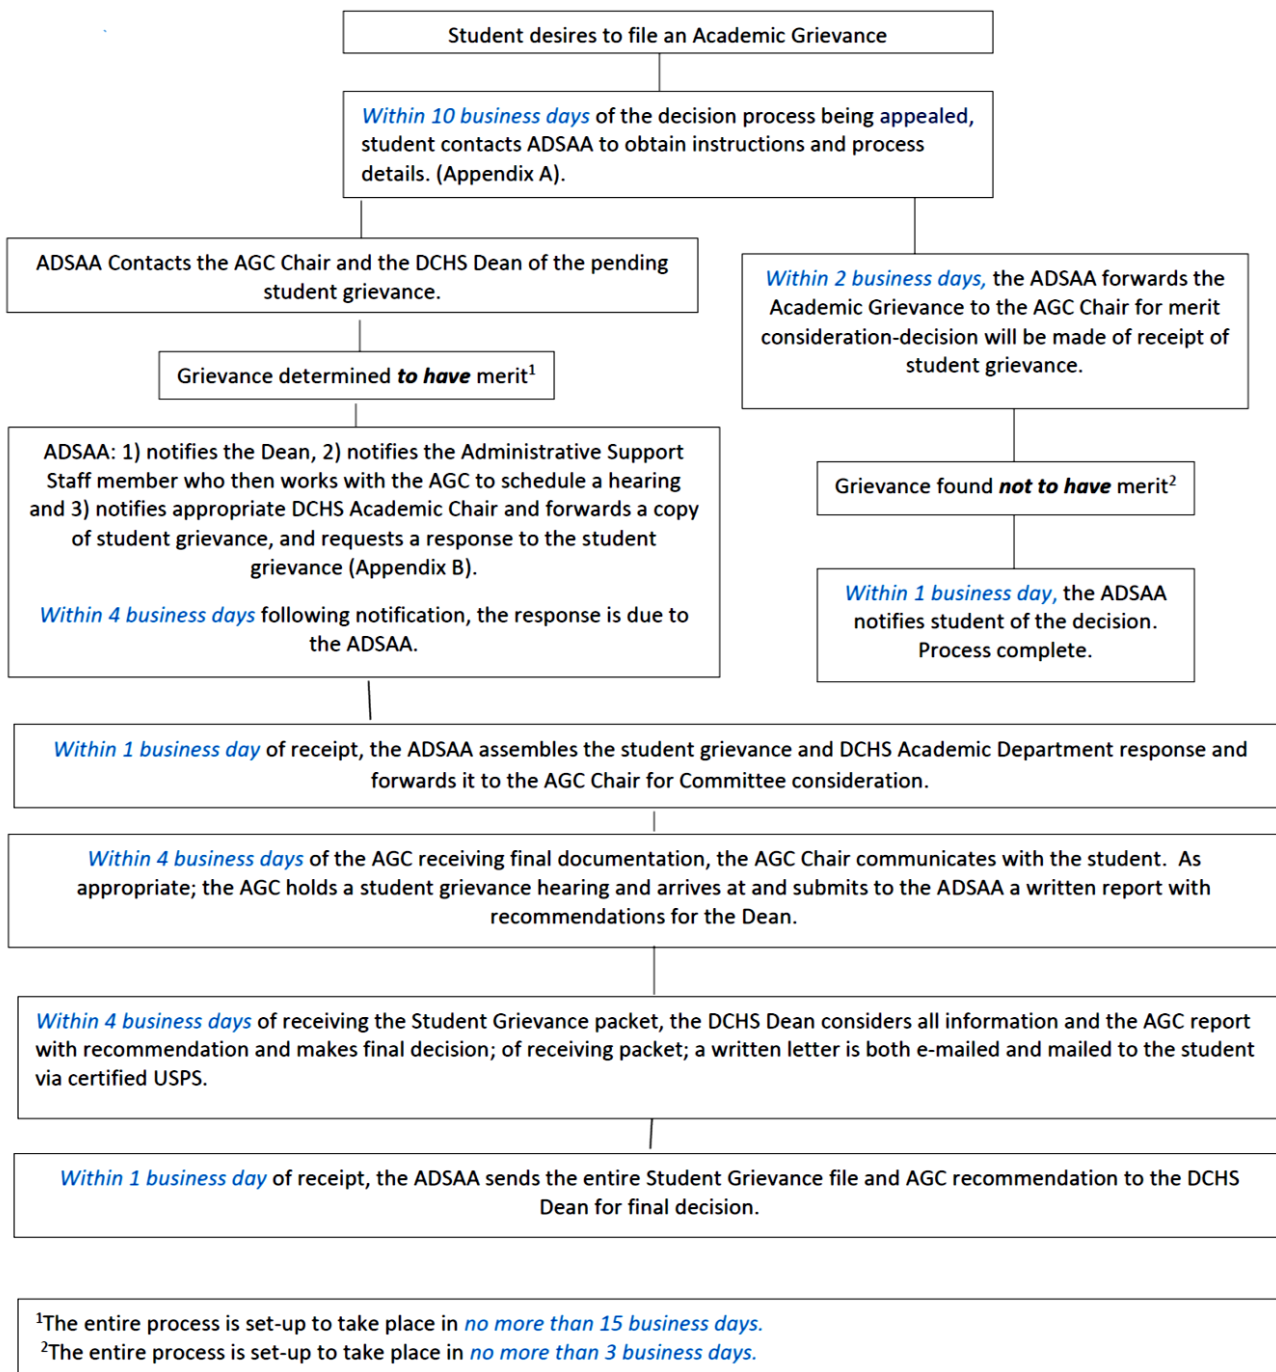 Student desires to file an Academic Grievance
Within 10 business days of the decision process being appealed,
student contacts ADSAA to obtain instructions and process
details. (Appendix A).
ADSAA Contacts the AGC Chair and the DCHS Dean of the pending
student grievance.
Within 2 business days, the ADSAA forwards the
Academic Grievance to the AGC Chair for merit
consideration-decision will be made of receipt of
student grievance.
Grievance determined to have merit¹
ADSAA: 1) notifies the Dean, 2) notifies the Administrative Support
Staff member who then works with the AGC to schedule a hearing
and 3) notifies appropriate DCHS Academic Chair and forwards a copy
of student grievance, and requests a response to the student
grievance (Appendix B).
Within 4 business days following notification, the response is due to
the ADSAA.
Grievance found not to have merit²
Within 1 business day, the ADSAA
notifies student of the decision.
Process complete.
Within 1 business day of receipt, the ADSAA assembles the student grievance and DCHS Academic Department response and
forwards it to the AGC Chair for Committee consideration.
Within 4 business days of the AGC receiving final documentation, the AGC Chair communicates with the student.  As
appropriate; the AGC holds a student grievance hearing and arrives at and submits to the ADSAA a written report with
recommendations for the Dean.
Within 4 business days of receiving the Student Grievance packet, the DCHS Dean considers all information and the AGC report
with recommendation and makes final decision; of receiving packet; a written letter is both e-mailed and mailed to the student
via certified USPS.
Within 1 business day of receipt, the ADSAA sends the entire Student Grievance file and AGC recommendation to the DCHS
Dean for final decision.
¹The entire process is set-up to take place in no more than 15 business days.
²The entire process is set-up to take place in no more than 3 business days.